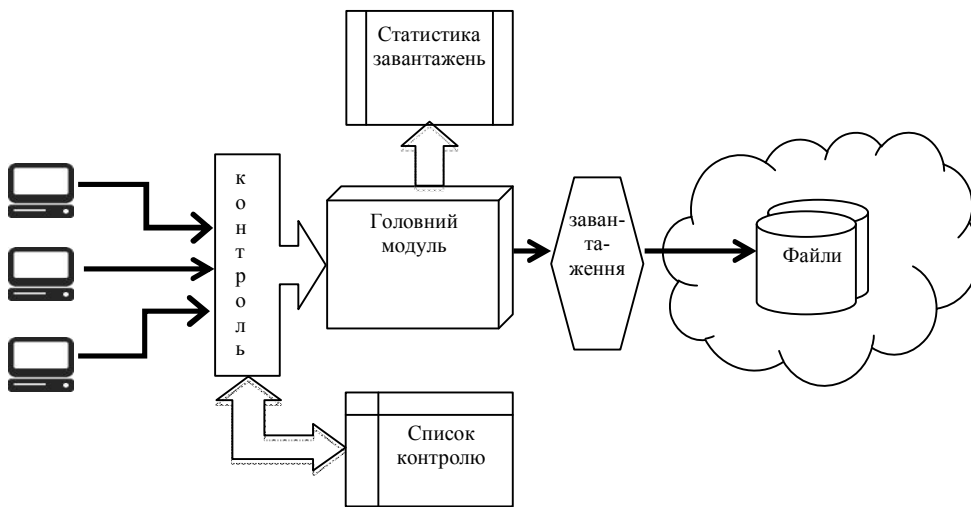 Статистика
завантажень
к
о
н
т
р
о
л
ь
Головний
модуль
заван-
та-
ження
Файли
Список
контролю